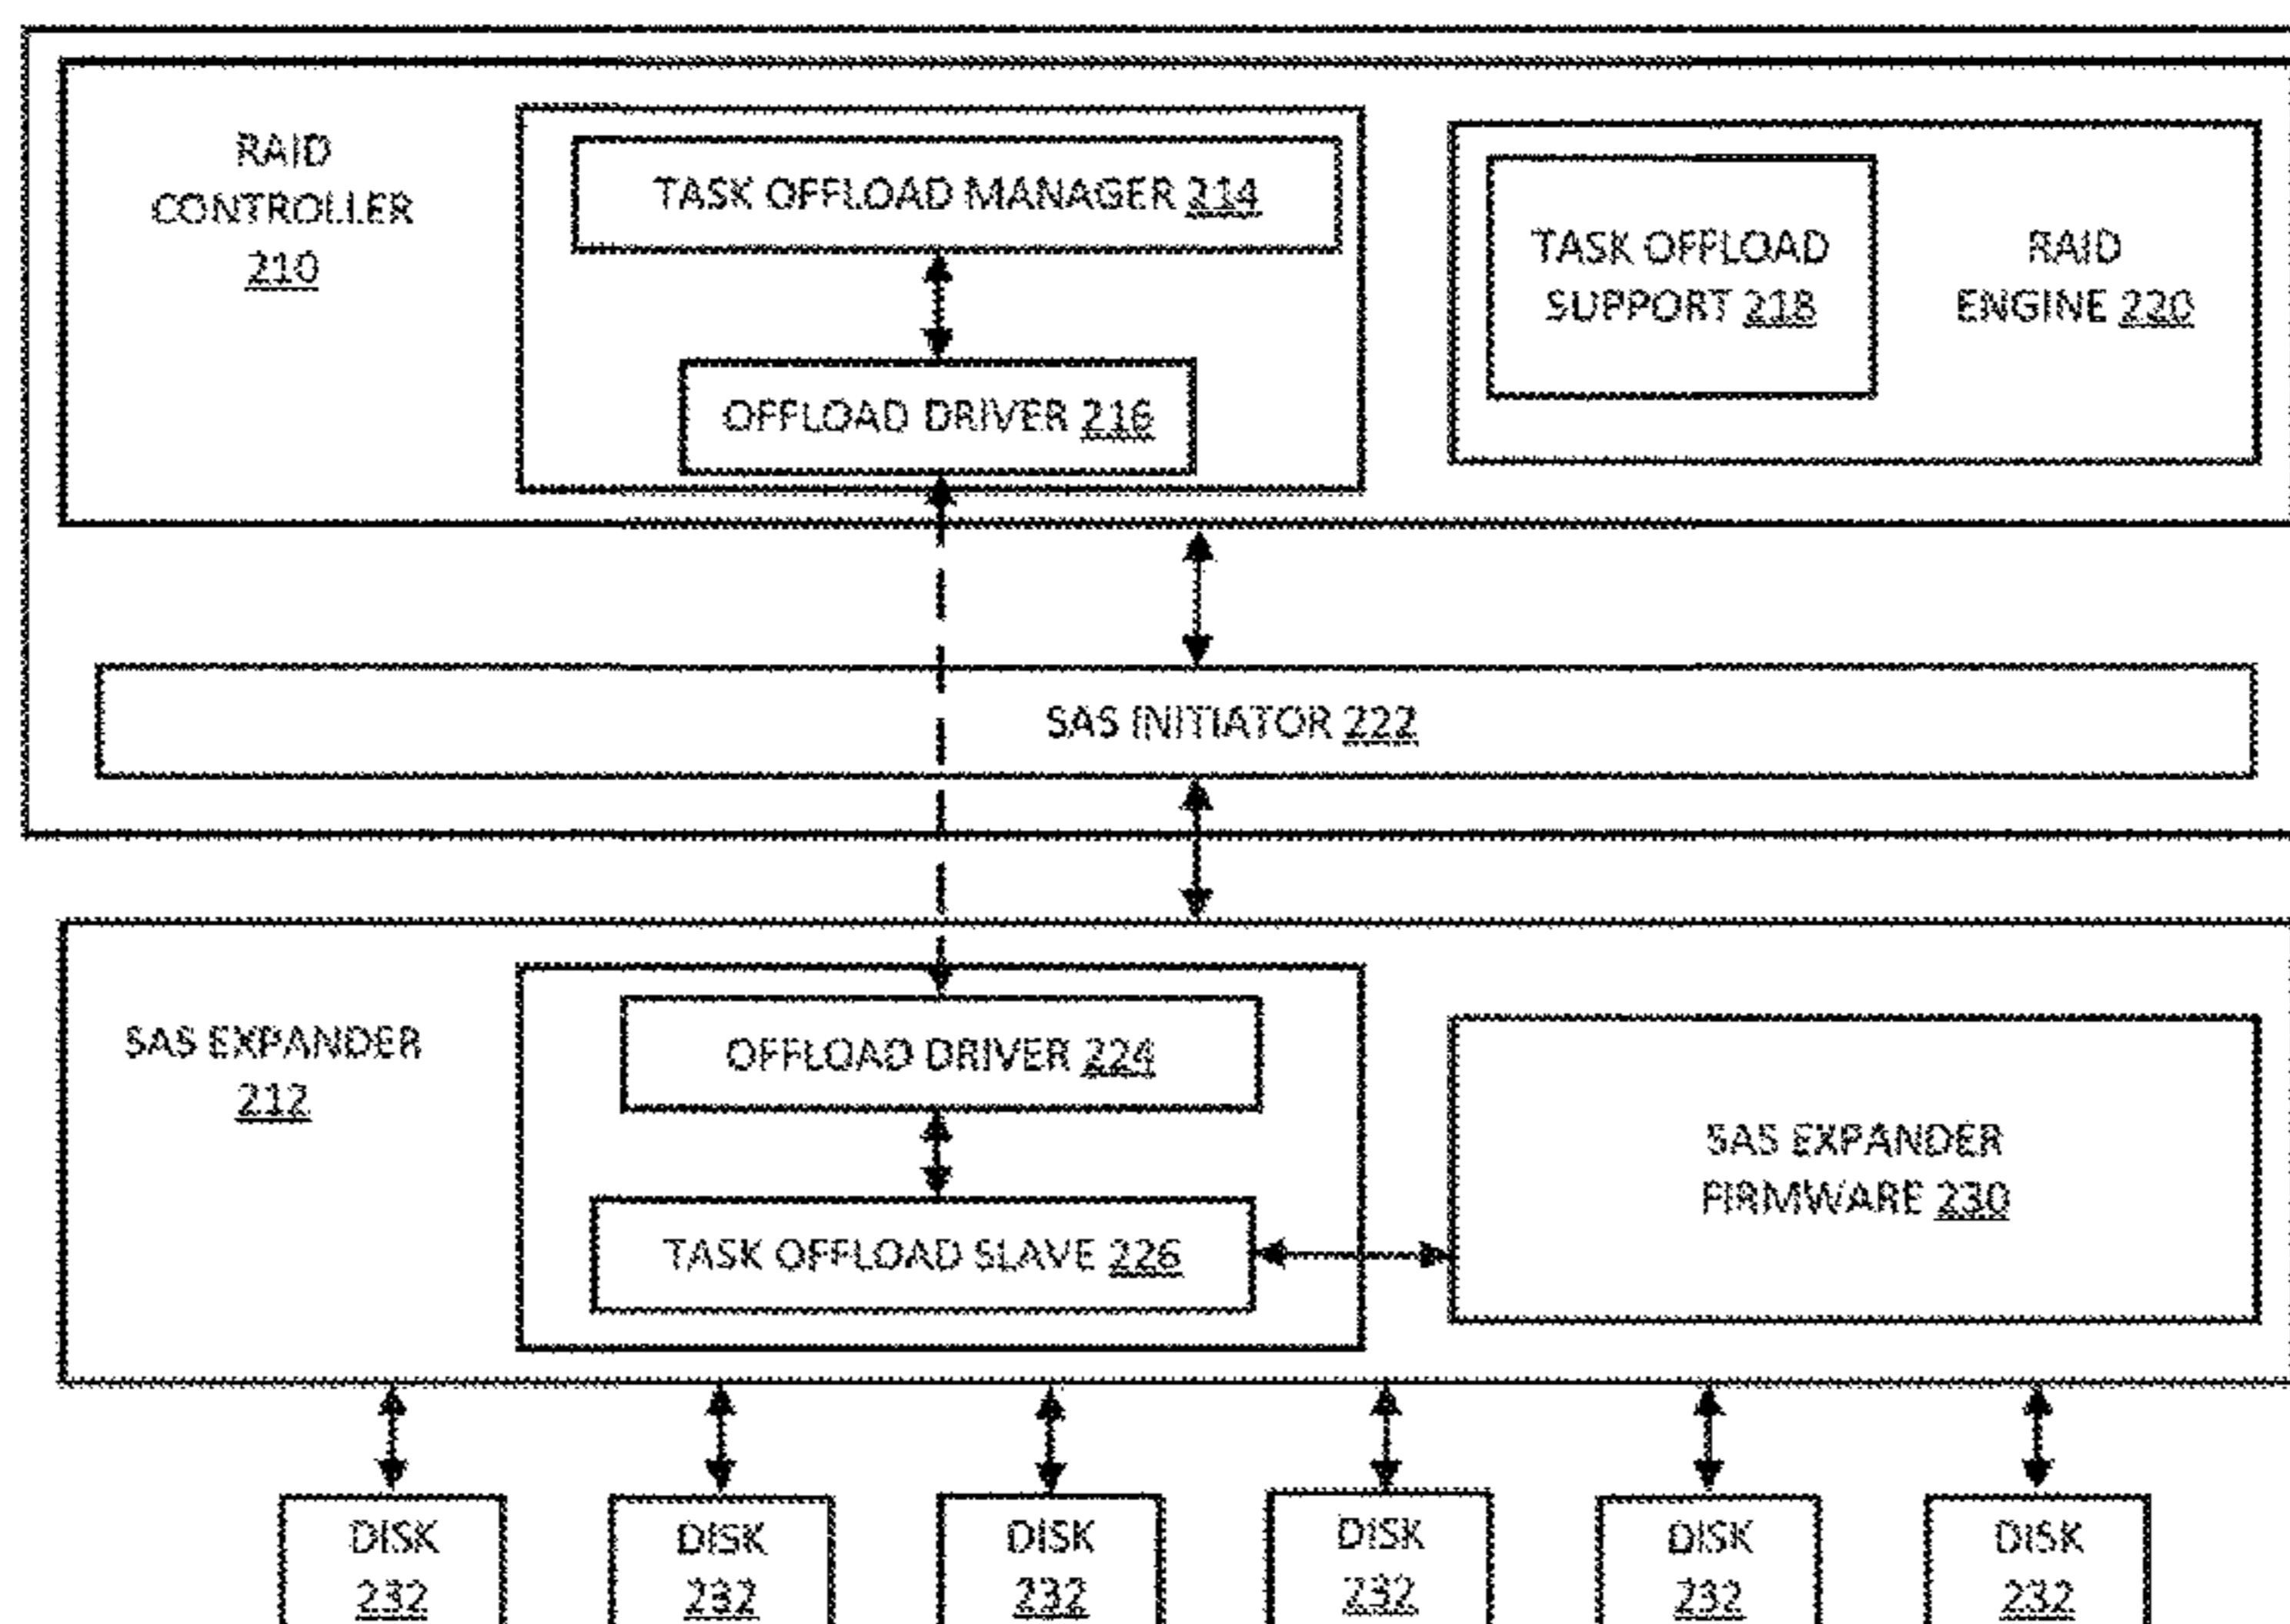 RAID
CONTROLLER
210
TASK OFFLOAD MANAGER 214
OFFLOAD DRIVER 216
TASK OFFLOAD
SUPPORT 218
RAID
ENGINE 220
SAS INITIATOR 222
SAS EXPANDER
212
OFFLOAD DRIVER 224
TASK OFFLOAD SLAVE 226
SAS EXPANDER
FIRMWARE 230
DISK
232
DISK
232
DISK
232
DISK
232
DISK
232
DISK
232